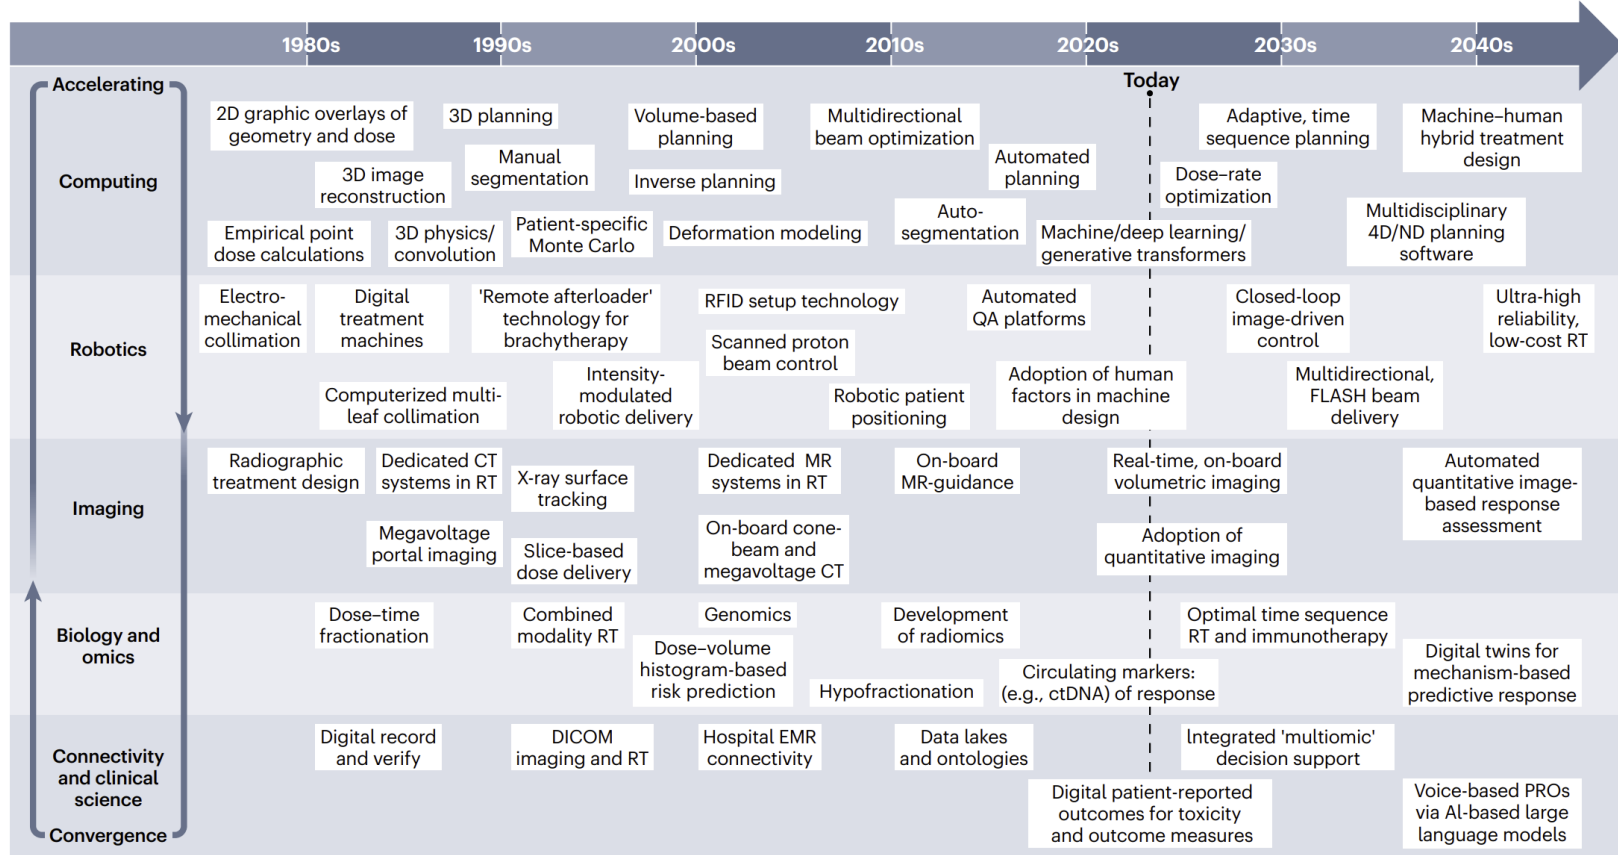 1980s
1990s
2000s
2010s
2020s
2030s
2040s
Today
Accelerating
Computing
2D graphic overlays of
geometry and dose
3D planning
Volume-based
planning
Multidirectional
beam optimization
Adaptive, time
sequence planning
Machine–human
hybrid treatment
design
3D image
reconstruction
Manual
segmentation
Inverse planning
Automated
planning
Dose–rate
optimization
Empirical point
dose calculations
3D physics/
convolution
Patient-specific
Monte Carlo
Deformation modeling
Auto-
segmentation
Machine/deep learning/
generative transformers
Multidisciplinary
4D/ND planning
software
Robotics
Electro-
mechanical
collimation
Digital
treatment
machines
'Remote afterloader'
technology for
brachytherapy
RFID setup technology
Automated
QA platforms
Closed-loop
image-driven
control
Ultra-high
reliability,
low-cost RT
Scanned proton
beam control
Computerized multi-
leaf collimation
Intensity-
modulated
robotic delivery
Robotic patient
positioning
Adoption of human
factors in machine
design
Multidirectional,
FLASH beam
delivery
Imaging
Radiographic
treatment design
Dedicated CT
systems in RT
X-ray surface
tracking
Dedicated MR
systems in RT
On-board
MR-guidance
Real-time, on-board
volumetric imaging
Automated
quantitative image-
based response
assessment
Megavoltage
portal imaging
Slice-based
dose delivery
On-board cone-
beam and
megavoltage CT
Adoption of
quantitative imaging
Biology and
omics
Dose–time
fractionation
Combined
modality RT
Genomics
Development
of radiomics
Optimal time sequence
RT and immunotherapy
Dose–volume
histogram-based
risk prediction
Hypofractionation
Circulating markers:
(e.g., ctDNA) of response
Digital twins for
mechanism-based
predictive response
Connectivity
and clinical
science
Digital record
and verify
DICOM
imaging and RT
Hospital EMR
connectivity
Data lakes
and ontologies
Integrated 'multiomic'
decision support
Digital patient-reported
outcomes for toxicity
and outcome measures
Voice-based PROs
via AI-based large
language models
Convergence